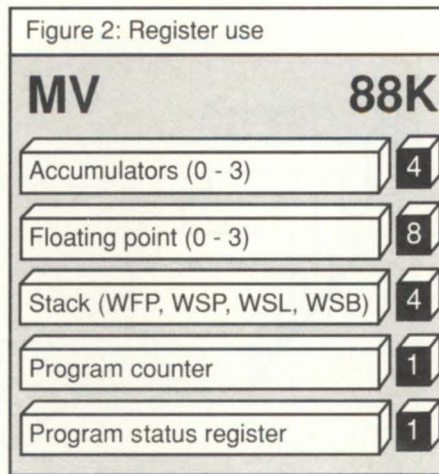 Figure 2: Register use
MV 88K
Accumulators (0 - 3) 4
Floating point (0 - 3) 8
Stack (WFP, WSP, WSL, WSB) 4
Program counter 1
Program status register 1